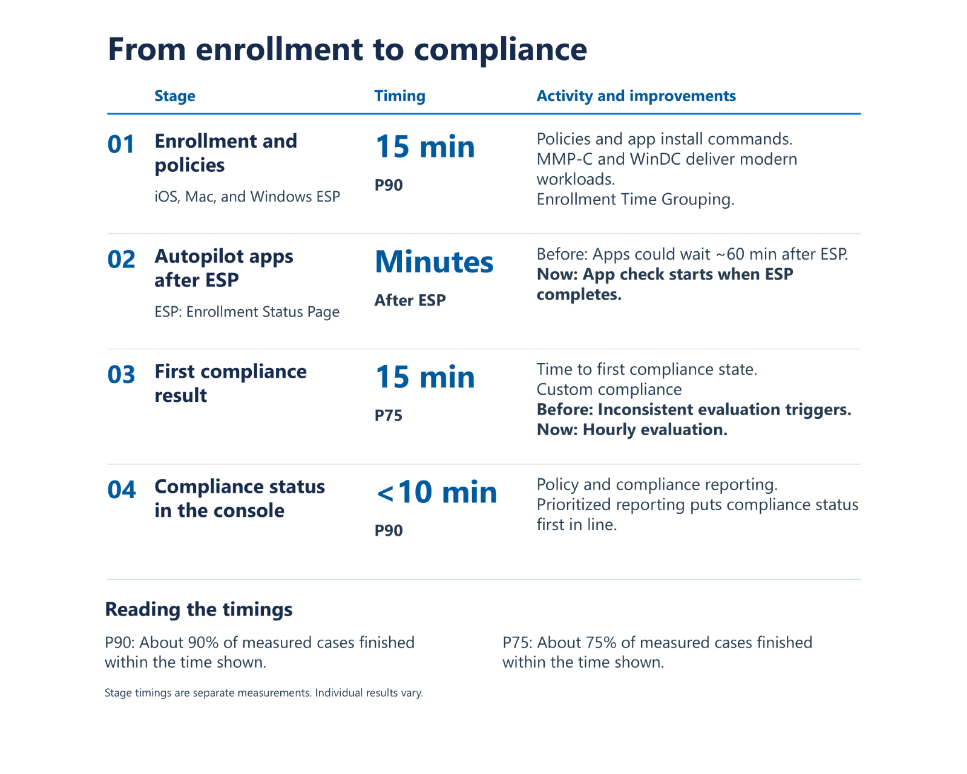 From enrollment to compliance
Stage
Timing
Activity and improvements
01
Enrollment and
policies
iOS, Mac, and Windows ESP
15 min
P90
Policies and app install commands.
MMP-C and WinDC deliver modern
workloads.
Enrollment Time Grouping.
02
Autopilot apps
after ESP
ESP: Enrollment Status Page
Minutes
After ESP
Before: Apps could wait ~60 min after ESP.
Now: App check starts when ESP
completes.
03
First compliance
result
15 min
P75
Time to first compliance state.
Custom compliance
Before: Inconsistent evaluation triggers.
Now: Hourly evaluation.
04
Compliance status
in the console
<10 min
P90
Policy and compliance reporting.
Prioritized reporting puts compliance status
first in line.
Reading the timings
P90: About 90% of measured cases finished
within the time shown.
P75: About 75% of measured cases finished
within the time shown.
Stage timings are separate measurements. Individual results vary.